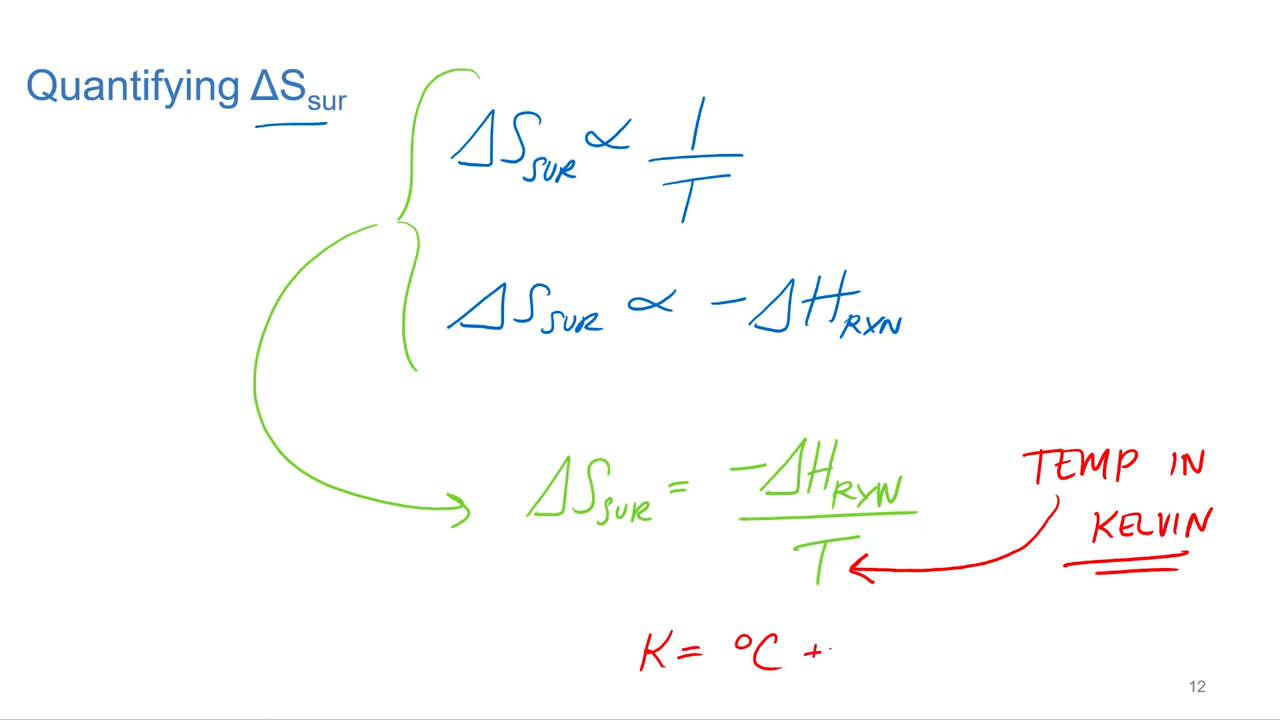 Quantifying ΔSsur
ΔSSUR ∝ 1/T
ΔSSUR ∝ -ΔHRXN
ΔSSUR = -ΔHRXN/T
TEMP IN
KELVIN
K = °C +
12